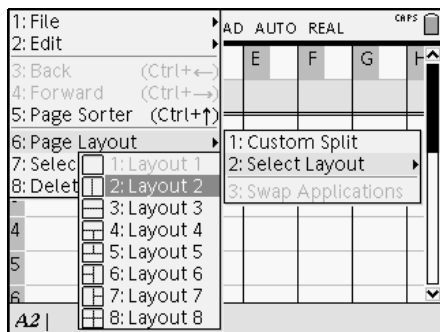 1: File
2: Edit
3: Back (Ctrl+←)
4: Forward (Ctrl+→)
5: Page Sorter (Ctrl+↑)
6: Page Layout
7: Selec
8: Delet
AD AUTO REAL
CAPS
E F G H
1: Custom Split
2: Select Layout
3: Swap Applications
1: Layout 1
2: Layout 2
3: Layout 3
4: Layout 4
5: Layout 5
6: Layout 6
7: Layout 7
8: Layout 8
4
5
6
A2